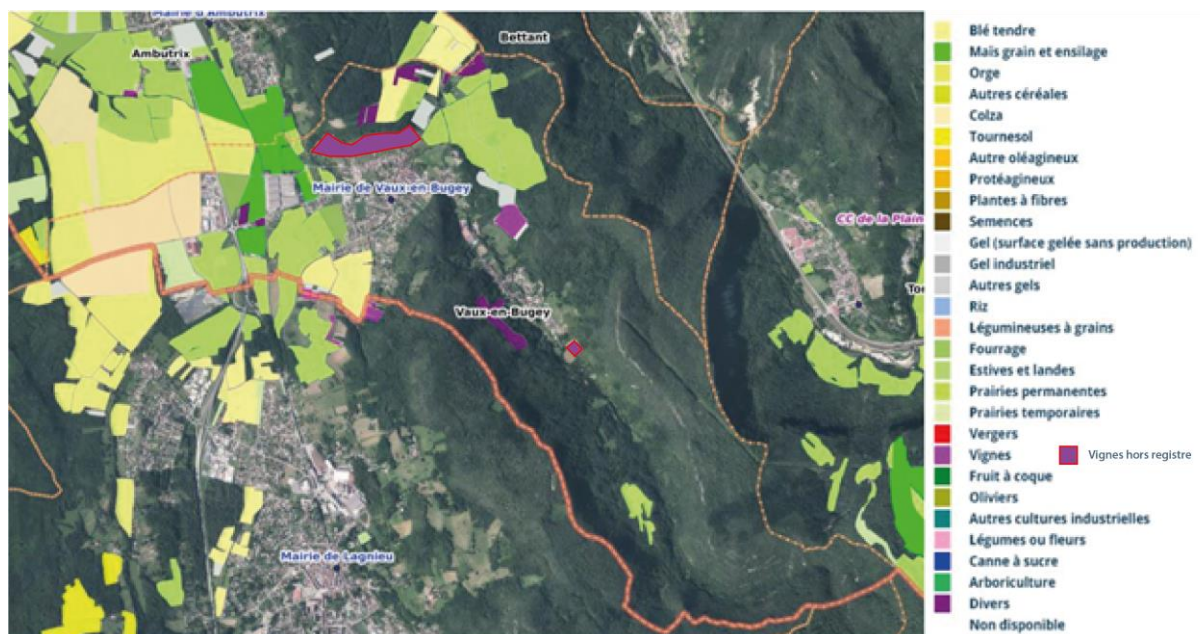 Mairie d'Ambutrix
Ambutrix
Bettant
Mairie de Vaux-en-Bugey
CC de la Plain
Vaux-en-Bugey
Mairie de Lagnieu
Blé tendre
Maïs grain et ensilage
Orge
Autres céréales
Colza
Tournesol
Autre oléagineux
Protéagineux
Plantes à fibres
Semences
Gel (surface gelée sans production)
Gel industriel
Autres gels
Riz
Légumineuses à grains
Fourrage
Estives et landes
Prairies permanentes
Prairies temporaires
Vergers
Vignes
Vignes hors registre
Fruit à coque
Oliviers
Autres cultures industrielles
Légumes ou fleurs
Canne à sucre
Arboriculture
Divers
Non disponible